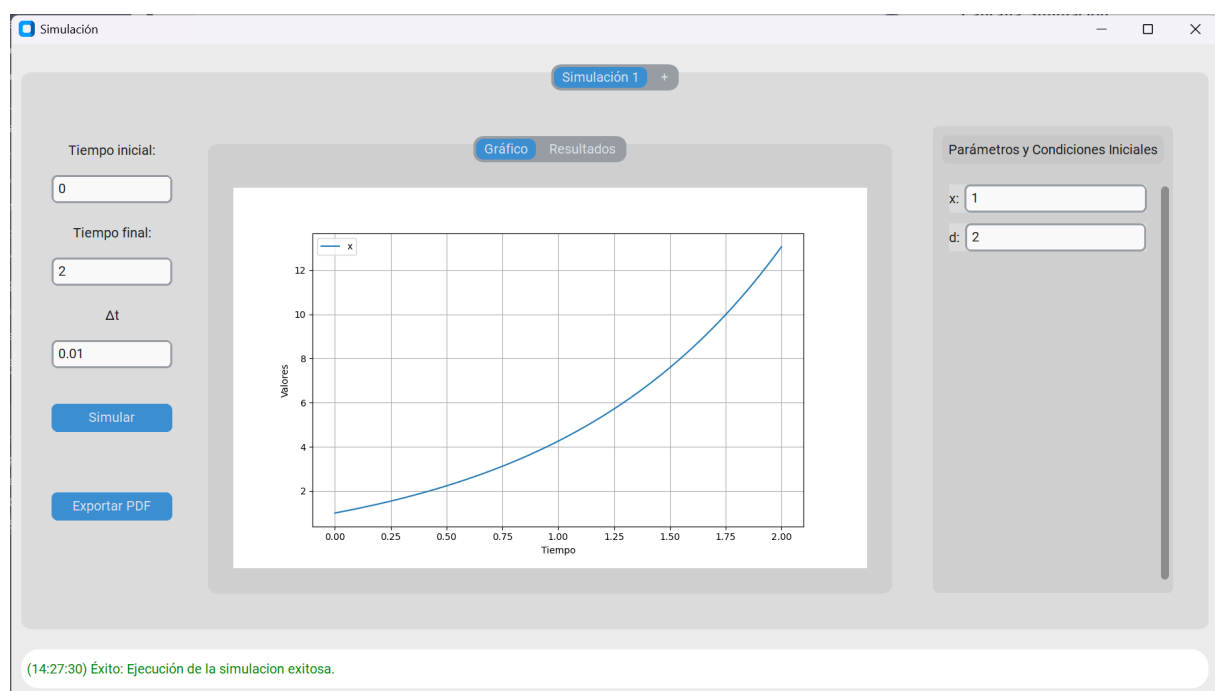 Simulación
Simulación 1 +
Tiempo inicial:
0
Tiempo final:
2
Δt
0.01
Simular
Exportar PDF
Gráfico Resultados
x
12
10
8
6
4
2
Valores
0.00 0.25 0.50 0.75 1.00 1.25 1.50 1.75 2.00
Tiempo
Parámetros y Condiciones Iniciales
x: 1
d: 2
(14:27:30) Éxito: Ejecución de la simulacion exitosa.